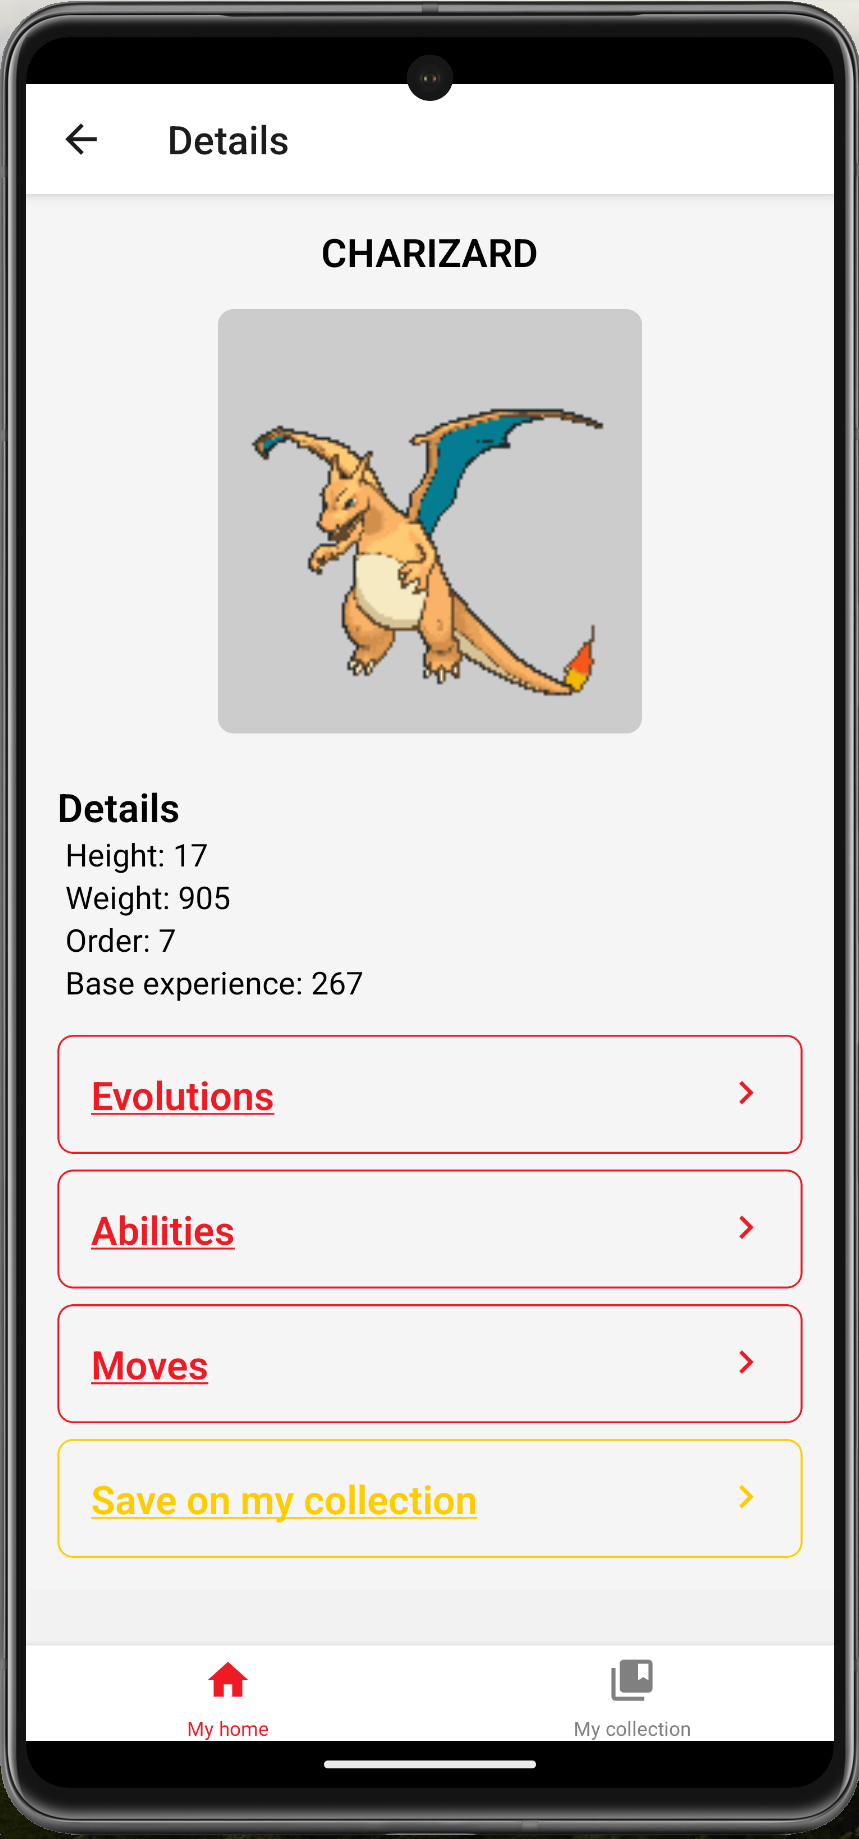 Details
CHARIZARD
Details
Height: 17
Weight: 905
Order: 7
Base experience: 267
Evolutions
Abilities
Moves
Save on my collection
My home
My collection